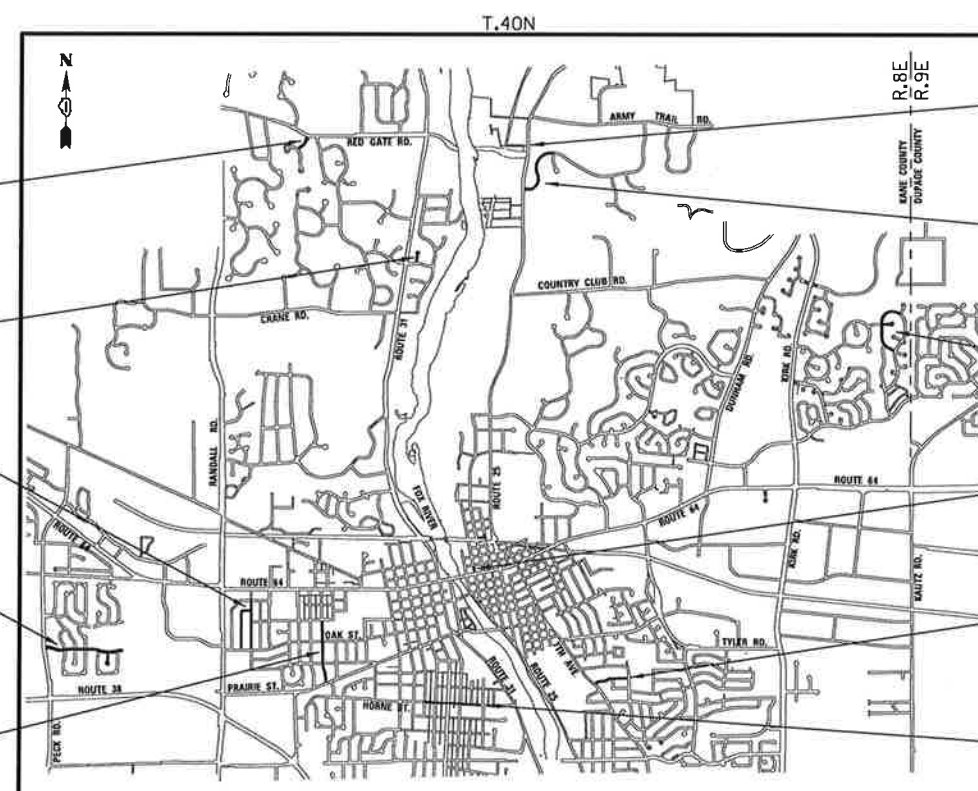 T.40N
N
R.8E
R.9E
ARMY TRAIL RD.
RED GATE RD.
KANE COUNTY
DUPAGE COUNTY
COUNTRY CLUB RD.
CRANE RD.
ROUTE 31
DUNHAM RD
KIRK RD.
RANDALL RD.
ROUTE 25
ROUTE 64
FOX RIVER
ROUTE 64
ROUTE 64
KIRK RD.
KAUTZ RD.
ROUTE 64
OAK ST.
7TH AVE
TYLER RD.
ROUTE 38
PRAIRIE ST.
ROUTE 31
ROUTE 25
HORNE ST.
PECK RD.